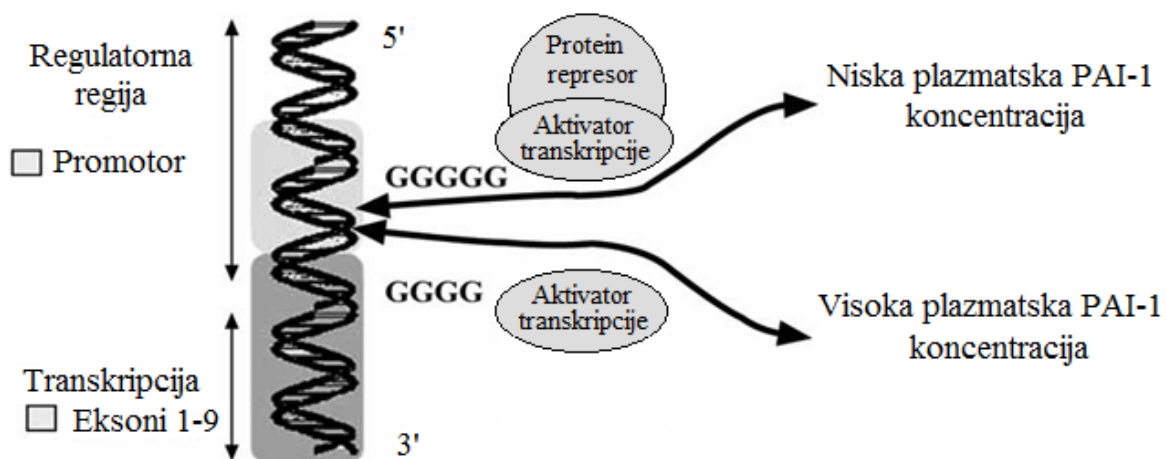 Regulatorna
regija
Promotor
Transkripcija
Eksoni 1-9
5'
3'
GGGGG
GGGG
Protein
represor
Aktivator
transkripcije
Aktivator
transkripcije
Niska plazmatska PAI-1
koncentracija
Visoka plazmatska PAI-1
koncentracija